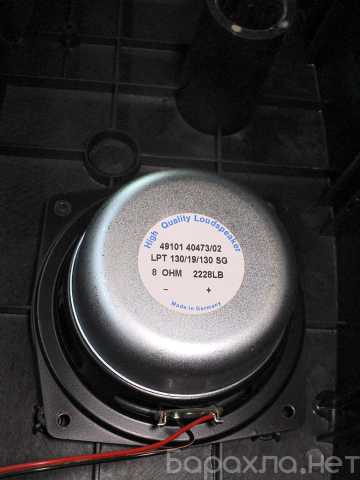 High Quality Loudspeaker
49101 40473/02
LPT 130/19/130 SG
8 OHM 2228LB
- +
Made in Germany
барахла.нет